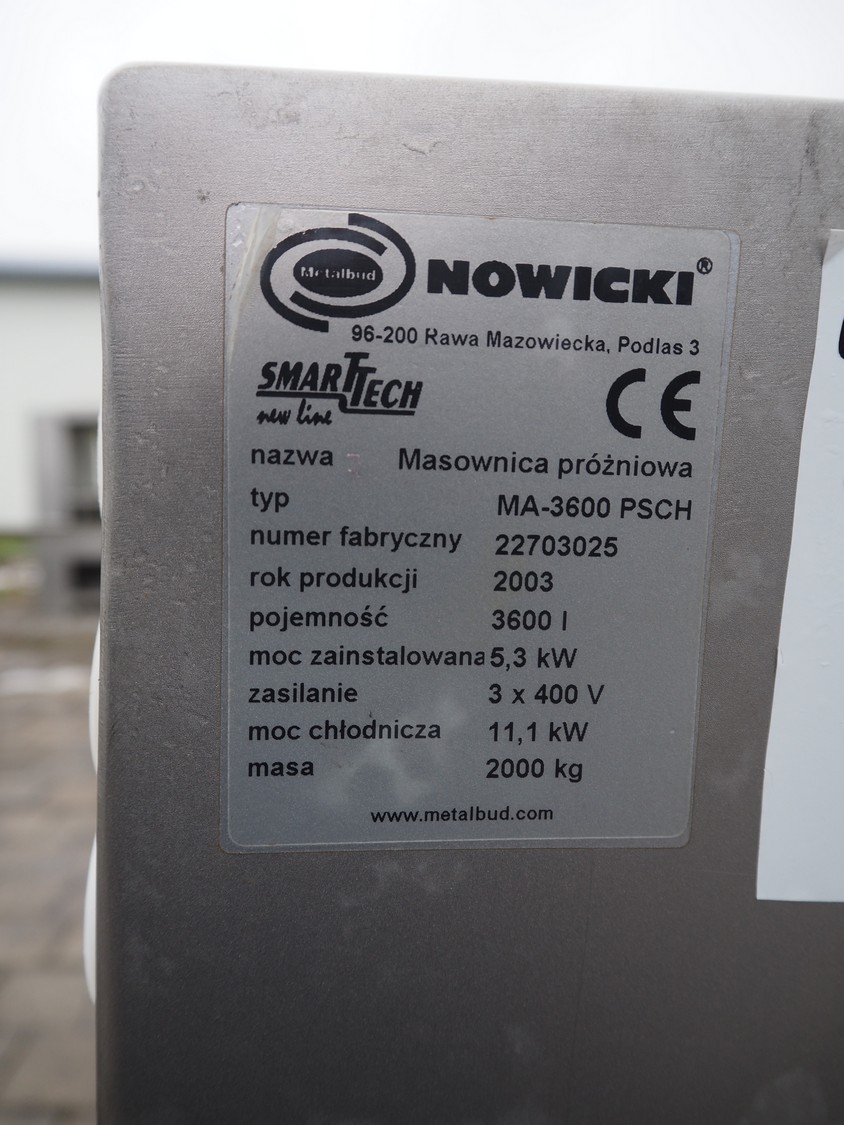 Metalbud NOWICKI®
96-200 Rawa Mazowiecka, Podlas 3
SMARTTECH
new line
CE
nazwa Masownica próżniowa
typ MA-3600 PSCH
numer fabryczny 22703025
rok produkcji 2003
pojemność 3600 l
moc zainstalowana 5,3 kW
zasilanie 3 x 400 V
moc chłodnicza 11,1 kW
masa 2000 kg
www.metalbud.com